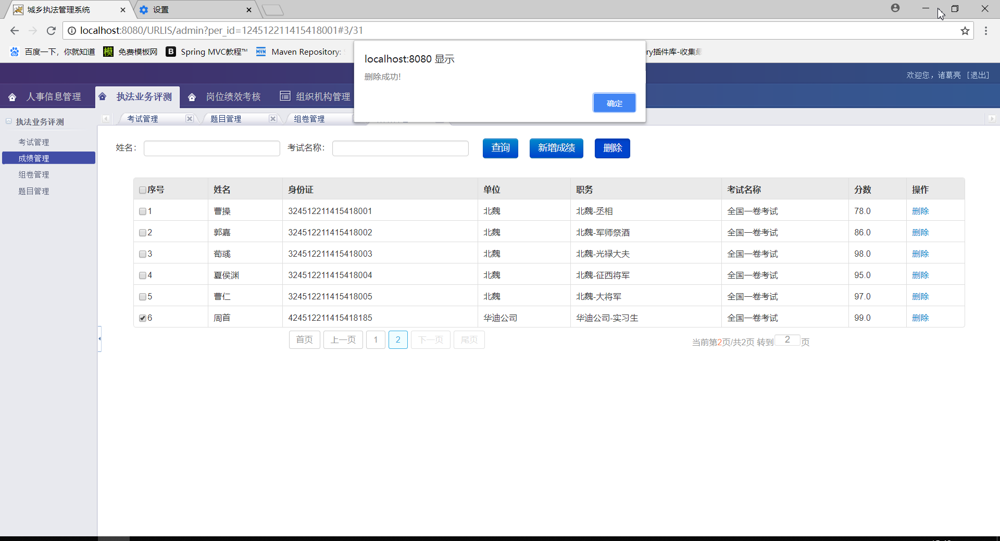 城乡执法管理系统
设置
localhost:8080/URLIS/admin?per_id=124512211415418001#3/31
百度一下，你就知道
模
免费模板网
B
Spring MVC教程™
MVN
Maven Repository:
ry插件库-收集最
localhost:8080 显示
删除成功!
确定
欢迎您，诸葛亮 [退出]
人事信息管理
执法业务评测
岗位绩效考核
组织机构管理
执法业务评测
考试管理
成绩管理
组卷管理
题目管理
考试管理
题目管理
组卷管理
姓名：
考试名称：
查询
新增成绩
删除
序号 姓名 身份证 单位 职务 考试名称 分数 操作
1 曹操 324512211415418001 北魏 北魏-丞相 全国一卷考试 78.0 删除
2 郭嘉 324512211415418002 北魏 北魏-军师祭酒 全国一卷考试 86.0 删除
3 荀彧 324512211415418003 北魏 北魏-光禄大夫 全国一卷考试 98.0 删除
4 夏侯渊 324512211415418004 北魏 北魏-征西将军 全国一卷考试 95.0 删除
5 曹仁 324512211415418005 北魏 北魏-大将军 全国一卷考试 97.0 删除
6 周首 424512211415418185 华迪公司 华迪公司-实习生 全国一卷考试 99.0 删除
首页 上一页 1 2 下一页 尾页
当前第2页/共2页 转到 2 页